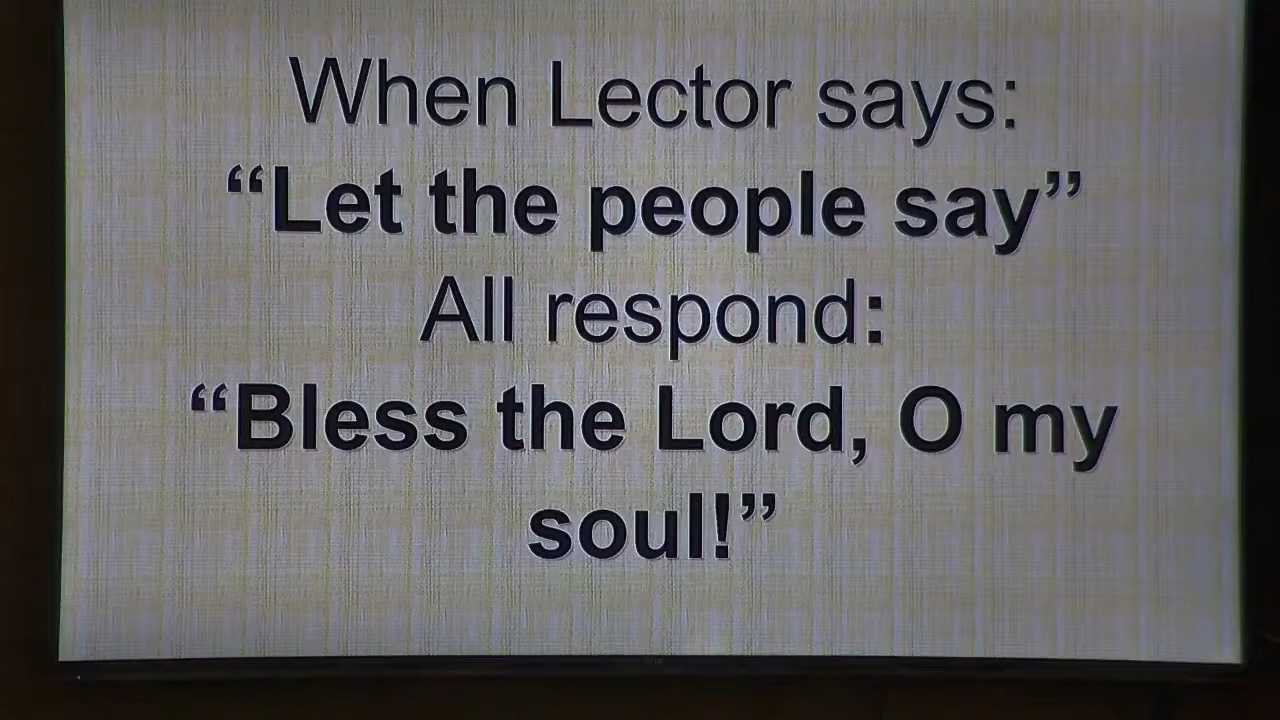 When Lector says:
“Let the people say”
All respond:
“Bless the Lord, O my
soul!”